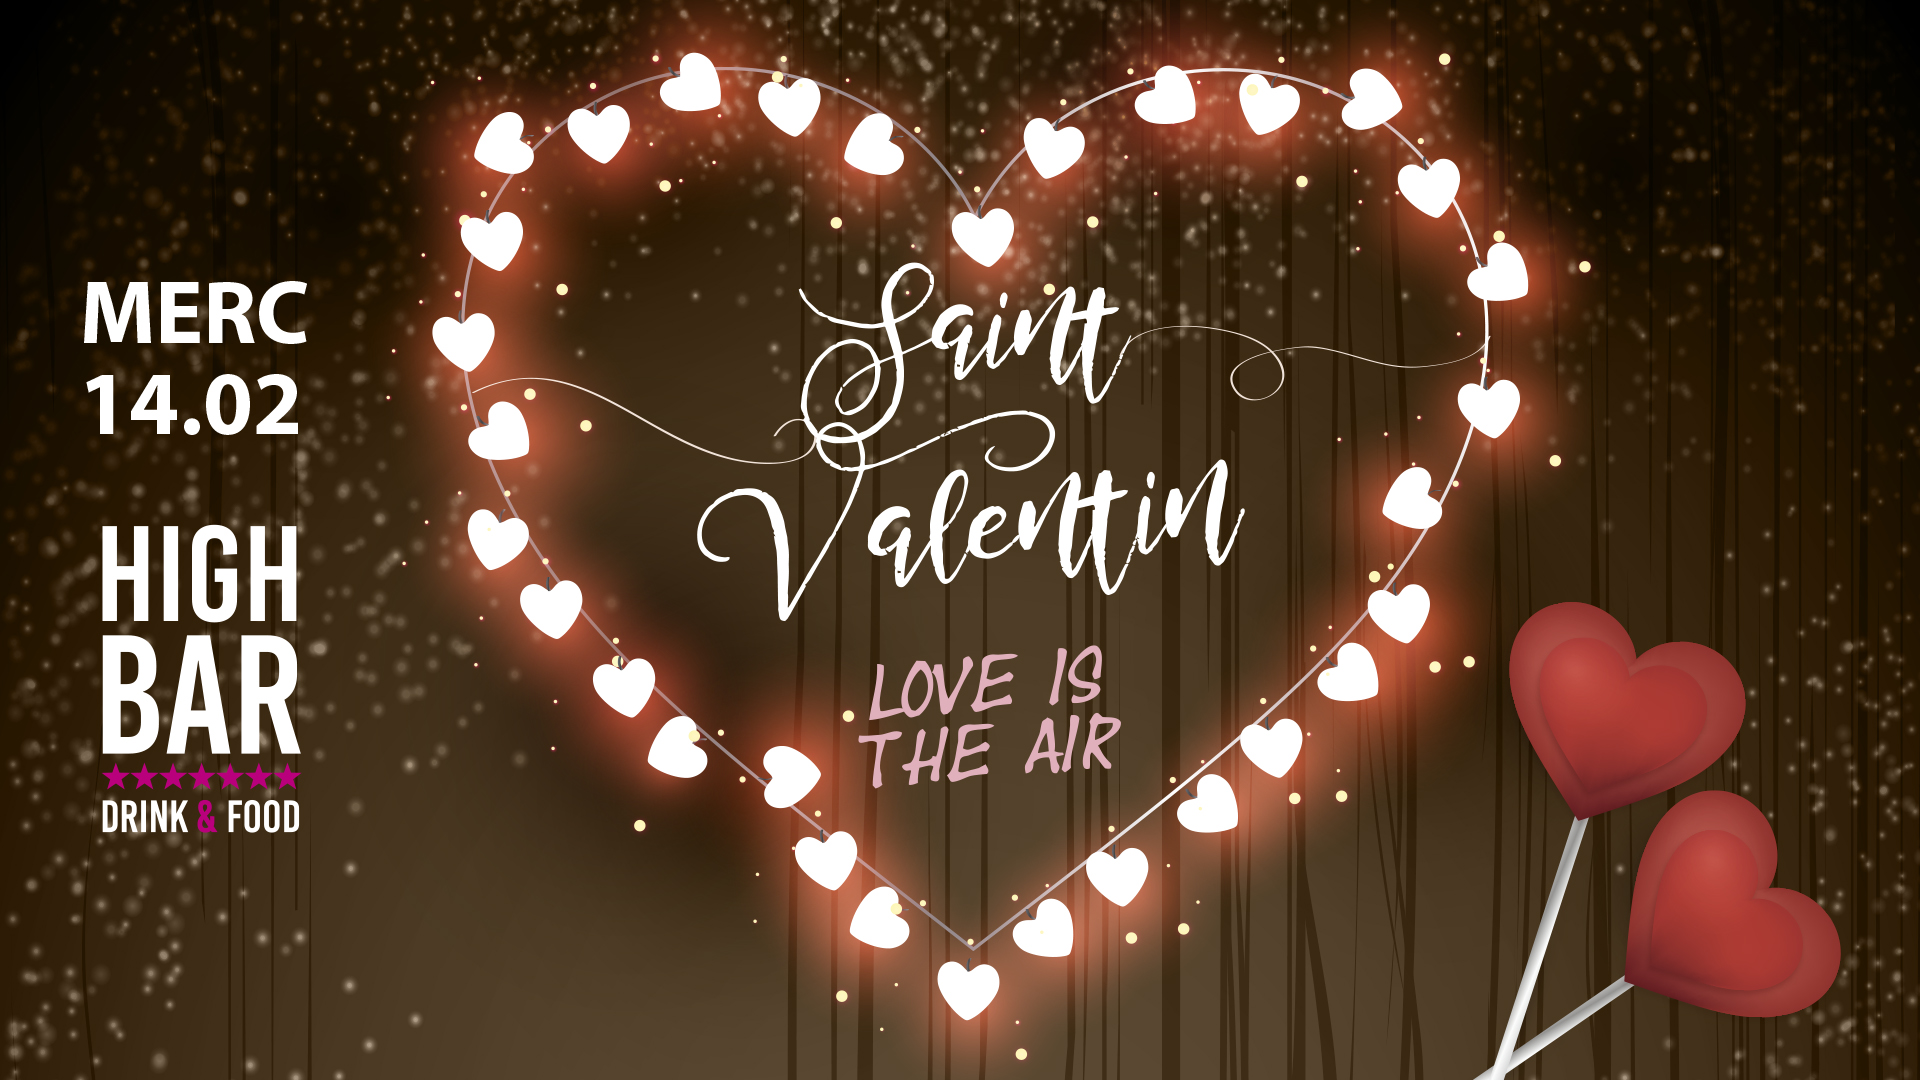 MERC
14.02
HIGH
BAR
DRINK & FOOD
Saint
Valentin
LOVE IS
THE AIR